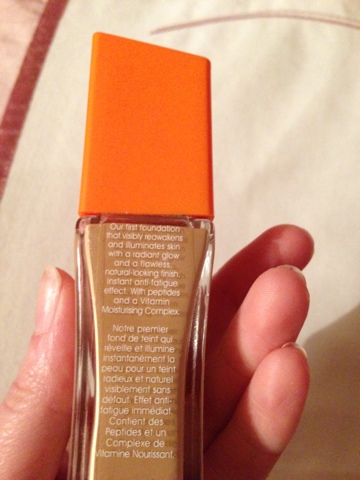 Our first foundation
that visibly reawakens
and illuminates skin
with a radiant glow
and a flawless,
natural-looking finish.
Instant anti-fatigue
effect. With peptides
and a Vitamin
Moisturising Complex.
Notre premier
fond de teint qui
réveille et illumine
instantanément la
peau pour un teint
radieux et naturel
visiblement sans
défaut. Effet anti-
fatigue immédiat.
Contient des
Peptides et un
Complexe de
Vitamine Nourissant.